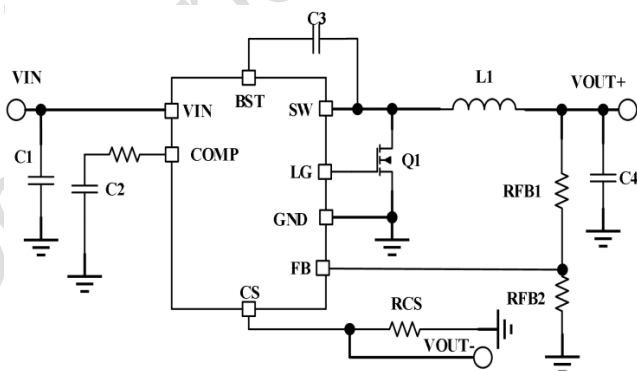 C3
VIN
L1
VOUT+
BST
VIN
SW
COMP
C1
C2
LG
Q1
RFB1
C4
GND
FB
RFB2
CS
RCS
VOUT-